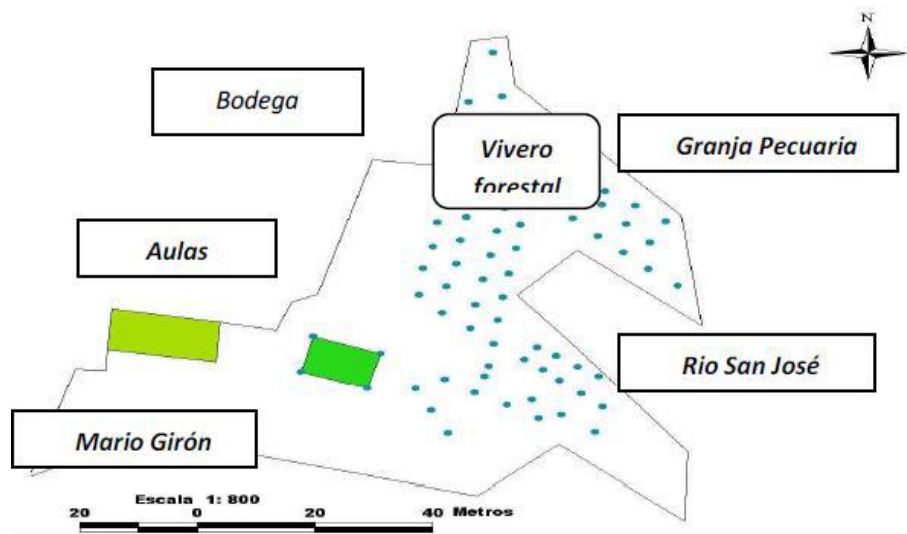 N
Bodega
Vivero
forestal
Granja Pecuaria
Aulas
Rio San José
Mario Girón
Escala 1: 800
20 0 20 40 Metros